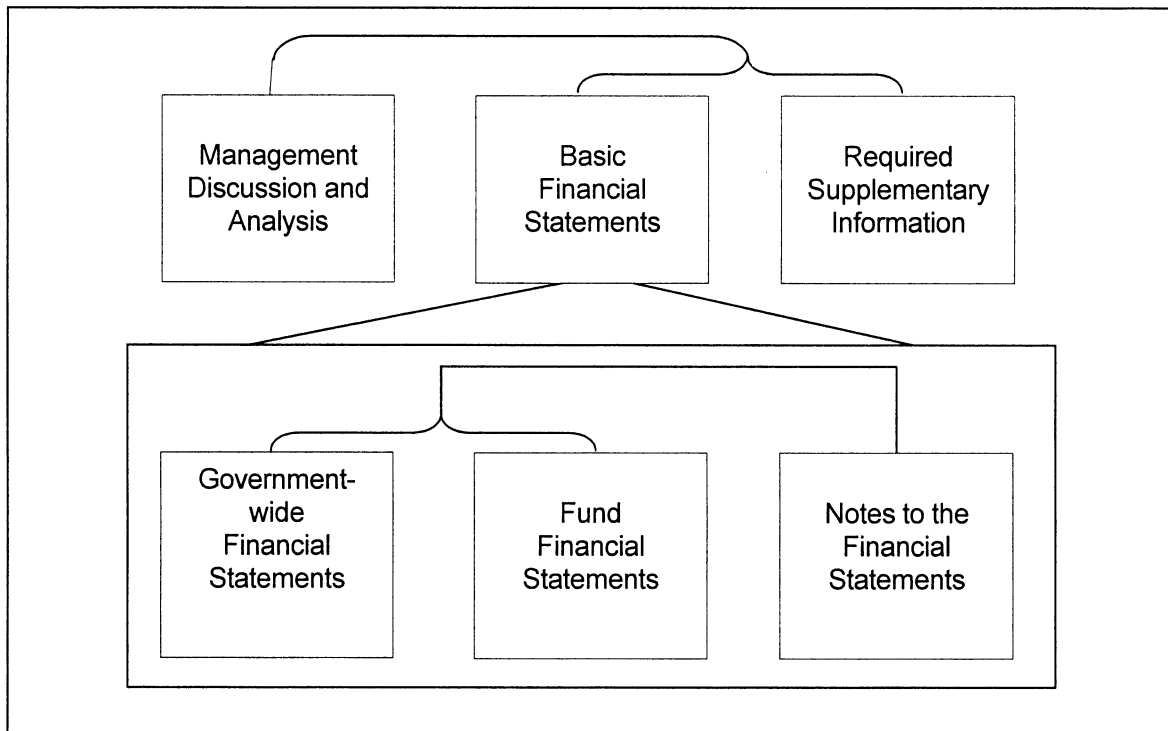 Management
Discussion and
Analysis
Basic
Financial
Statements
Required
Supplementary
Information
Government-
wide
Financial
Statements
Fund
Financial
Statements
Notes to the
Financial
Statements